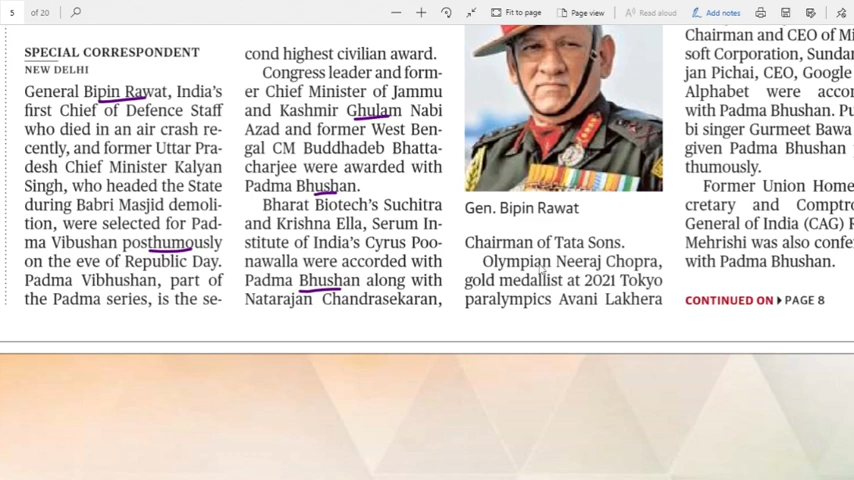 5 of 20
Fit to page
Page view
Read aloud
Add notes
SPECIAL CORRESPONDENT
NEW DELHI
General Bipin Rawat, India's
first Chief of Defence Staff
who died in an air crash re-
cently, and former Uttar Pra-
desh Chief Minister Kalyan
Singh, who headed the State
during Babri Masjid demoli-
tion, were selected for Pad-
ma Vibushan posthumously
on the eve of Republic Day.
Padma Vibhushan, part of
the Padma series, is the se-
cond highest civilian award.
Congress leader and form-
er Chief Minister of Jammu
and Kashmir Ghulam Nabi
Azad and former West Ben-
gal CM Buddhadeb Bhatta-
charjee were awarded with
Padma Bhushan.
Bharat Biotech's Suchitra
and Krishna Ella, Serum In-
stitute of India's Cyrus Poo-
nawalla were accorded with
Padma Bhushan along with
Natarajan Chandrasekaran,
Gen. Bipin Rawat
Chairman of Tata Sons.
Olympian Neeraj Chopra,
gold medallist at 2021 Tokyo
paralympics Avani Lakhera
Chairman and CEO of Mi
soft Corporation, Sundar
jan Pichai, CEO, Google
Alphabet were accor
with Padma Bhushan. Pu
bi singer Gurmeet Bawa
given Padma Bhushan
thumously.
Former Union Home
cretary and Comptro
General of India (CAG) R
Mehrishi was also confe
with Padma Bhushan.
CONTINUED ON PAGE 8